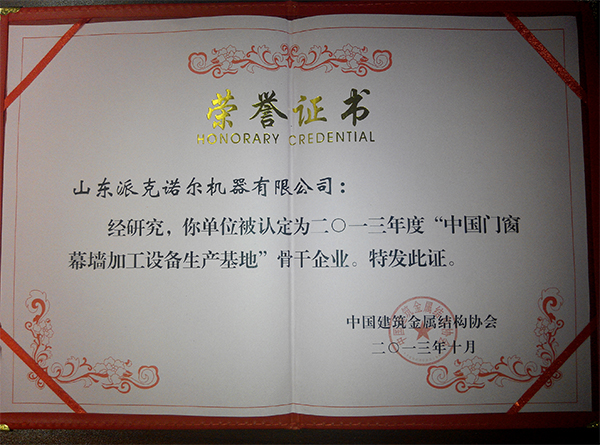 荣誉证书
HONORARY CREDENTIAL
山东派克诺尔机器有限公司：
经研究，你单位被认定为二〇一三年度“中国门窗
幕墙加工设备生产基地”骨干企业。特发此证。
中国建筑金属结构协会
二〇一三年十月